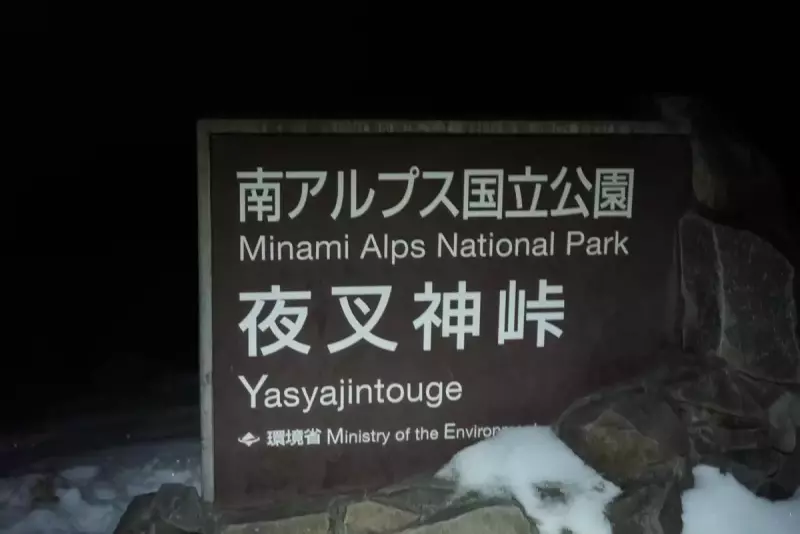 南アルプス国立公園
Minami Alps National Park
夜叉神峠
Yasyajintouge
環境省 Ministry of the